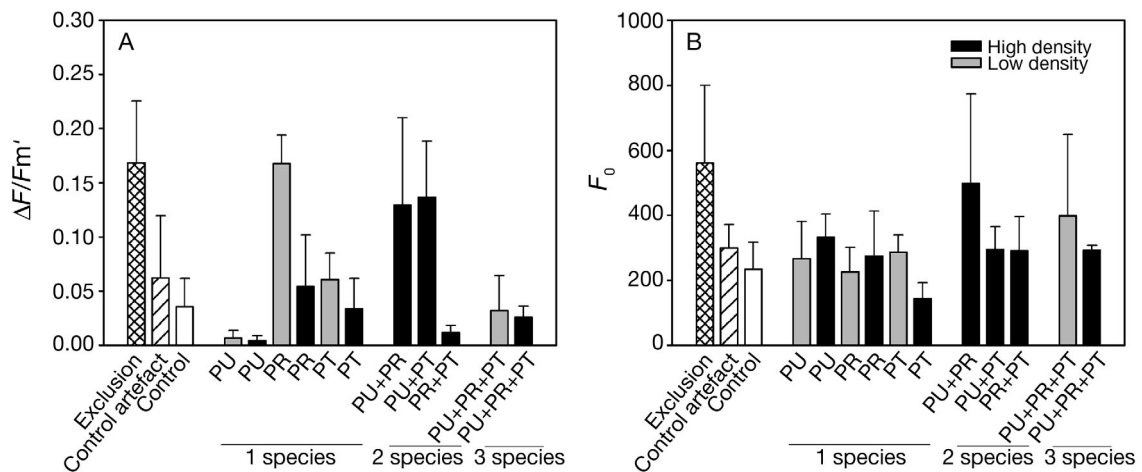 A
0.30
0.25
0.20
0.15
0.10
0.05
0.00
ΔF/Fm'
Exclusion
Control artefact
Control
PU
PU
PR
PR
PT
PT
PU+PR
PU+PT
PR+PT
PU+PR+PT
PU+PR+PT
1 species
2 species
3 species
B
High density
Low density
1000
800
600
400
200
0
F0
Exclusion
Control artefact
Control
PU
PU
PR
PR
PT
PT
PU+PR
PU+PT
PR+PT
PU+PR+PT
PU+PR+PT
1 species
2 species
3 species